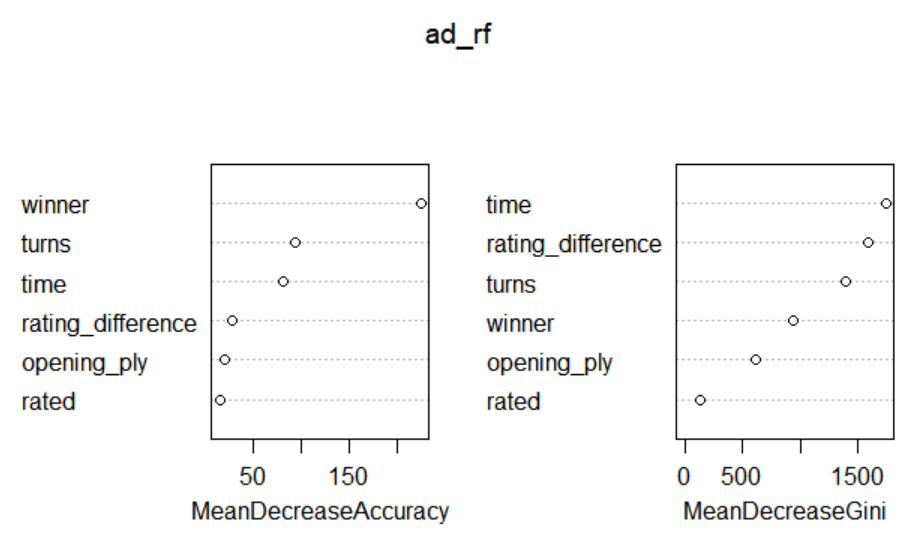 ad_rf
winner
turns
time
rating_difference
opening_ply
rated
50 150
MeanDecreaseAccuracy
time
rating_difference
turns
winner
opening_ply
rated
0 500 1500
MeanDecreaseGini